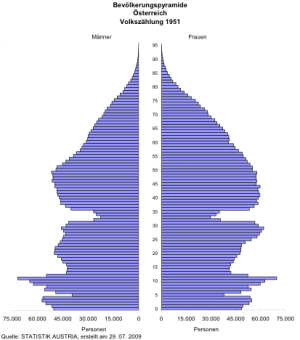 Bevölkerungspyramide
Österreich
Volkszählung 1951
Männer Frauen
95
90
85
80
75
70
65
60
55
50
45
40
35
30
25
20
15
10
5
0
75.000 60.000 45.000 30.000 15.000 0 0 15.000 30.000 45.000 60.000 75.000
Personen Personen
Quelle: STATISTIK AUSTRIA; erstellt am 29. 07. 2009